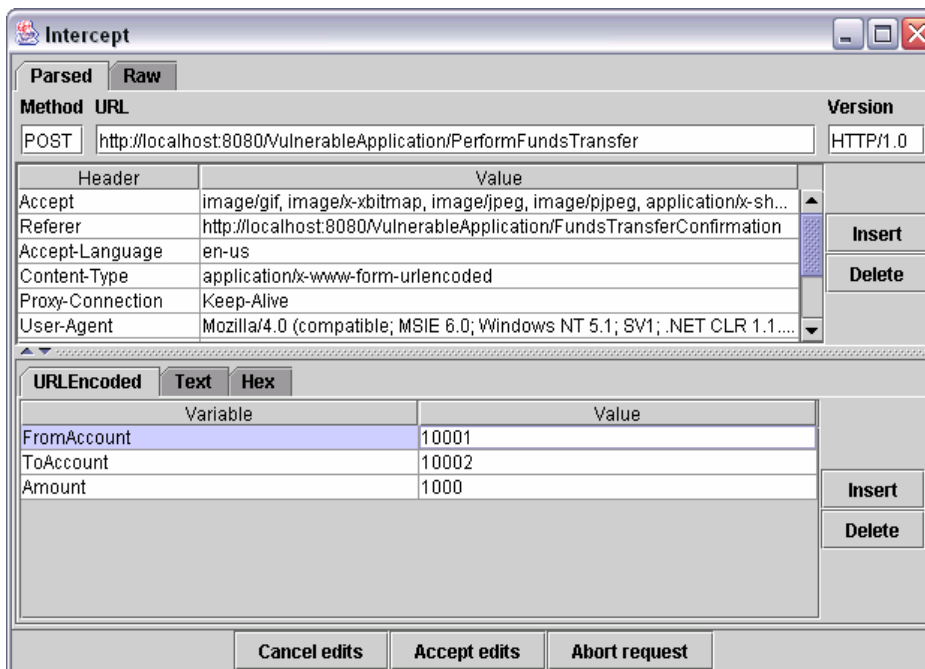 Intercept
Parsed Raw
Method URL Version
POST http://localhost:8080/VulnerableApplication/PerformFundsTransfer HTTP/1.0
Header Value
Accept image/gif, image/x-xbitmap, image/jpeg, image/pjpeg, application/x-sh...
Referer http://localhost:8080/VulnerableApplication/FundsTransferConfirmation
Insert
Accept-Language en-us
Content-Type application/x-www-form-urlencoded
Delete
Proxy-Connection Keep-Alive
User-Agent Mozilla/4.0 (compatible; MSIE 6.0; Windows NT 5.1; SV1; .NET CLR 1.1....
URLEncoded Text Hex
Variable Value
FromAccount 10001
ToAccount 10002
Amount 1000
Insert
Delete
Cancel edits Accept edits Abort request